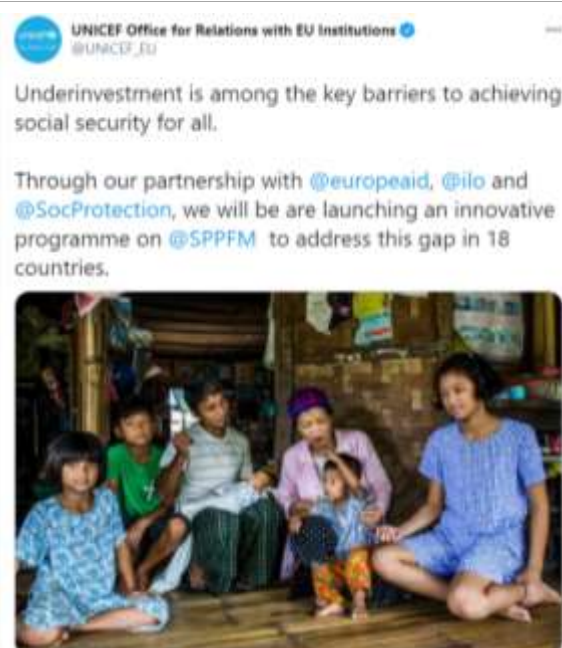 UNICEF Office for Relations with EU Institutions
@UNICEF_EU
Underinvestment is among the key barriers to achieving
social security for all.
Through our partnership with @europeaid, @ilo and
@SocProtection, we will be are launching an innovative
programme on @SPPFM to address this gap in 18
countries.